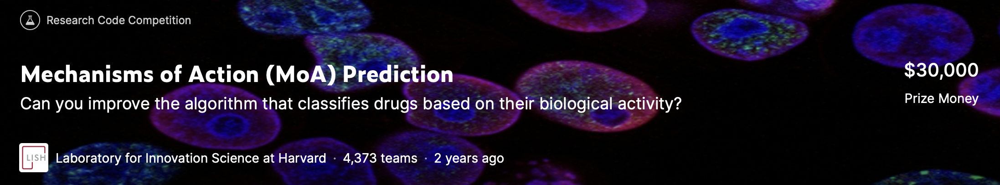 Research Code Competition
Mechanisms of Action (MoA) Prediction
Can you improve the algorithm that classifies drugs based on their biological activity?
$30,000
Prize Money
LISH
Laboratory for Innovation Science at Harvard · 4,373 teams · 2 years ago